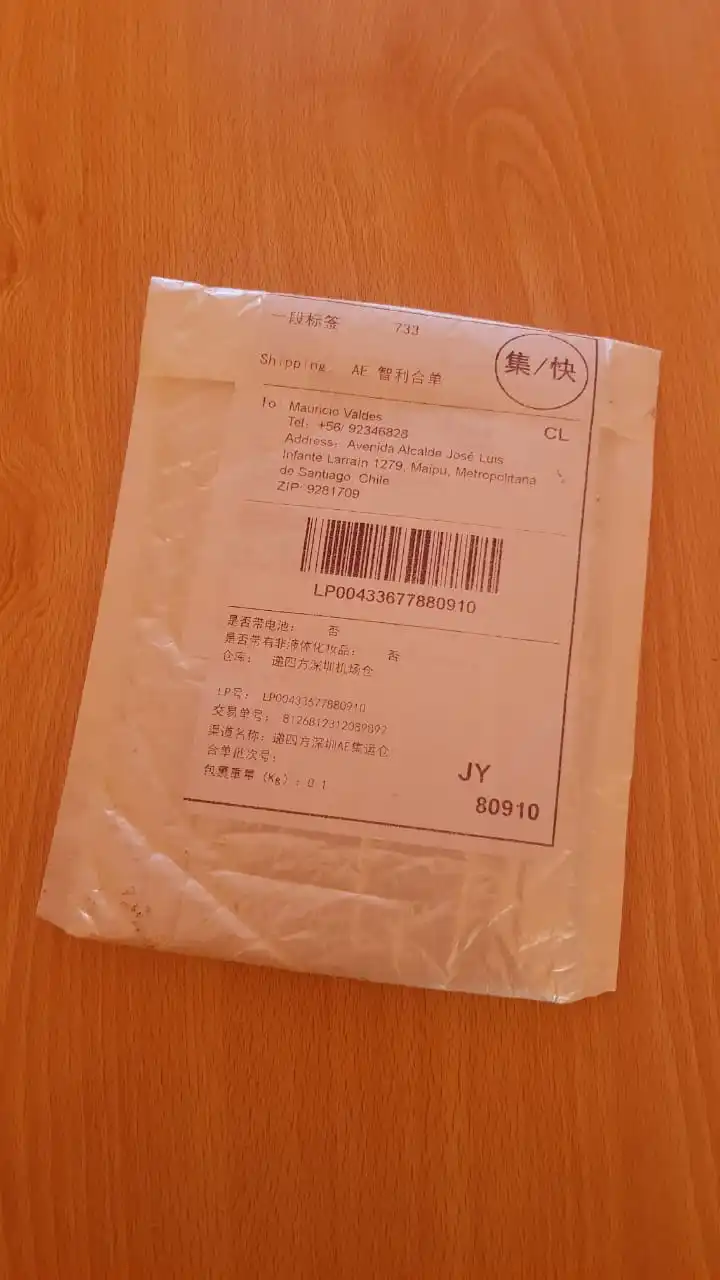 一段标签 733
集/快
Shipping AE 智利合单
To Mauricio Valdes
CL
Tel: +56/ 92346828
Address: Avenida Alcalde José Luis
Infante Larrain 1279, Maipu, Metropolitana
de Santiago, Chile
ZIP: 9281709
LP00433677880910
是否带电池: 否
是否带有非液体化妆品: 否
仓库: 递四方深圳机场仓
LP号: LP00433677880910
交易单号: 8126812312089892
渠道名称: 递四方深圳AE集运仓
合单批次号:
包裹重量 (Kg) : 0.1
JY
80910